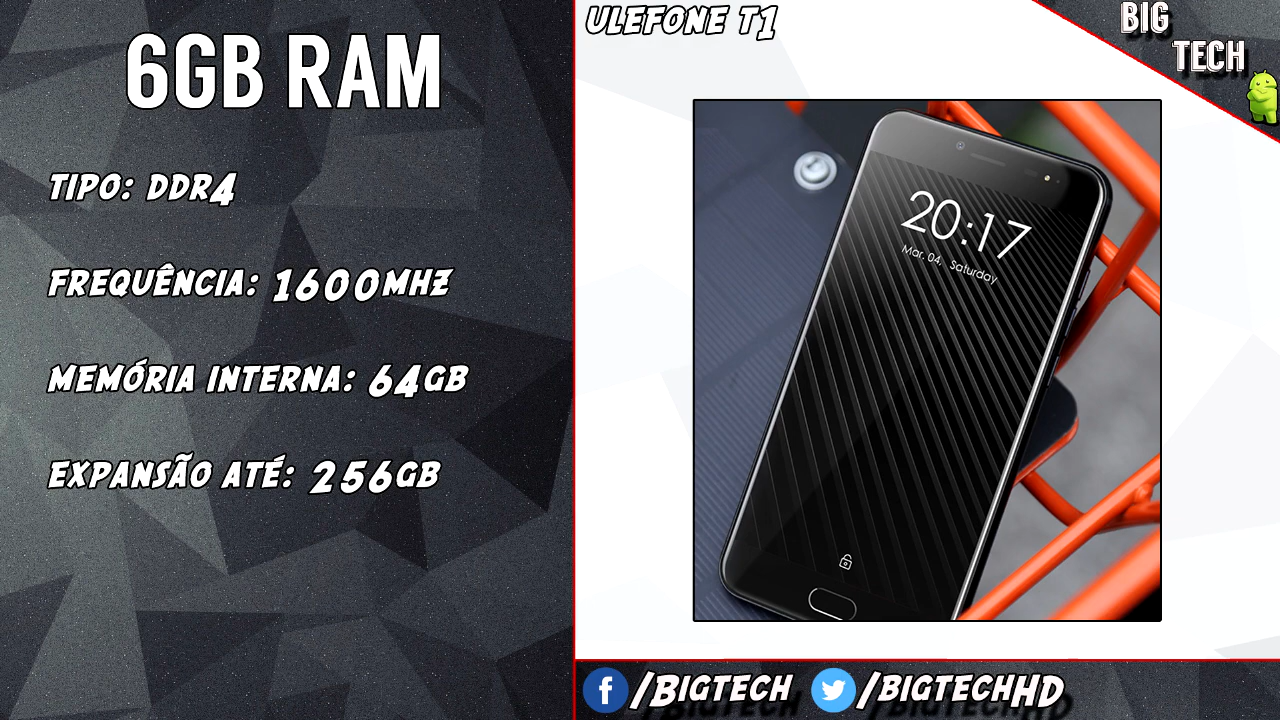 6GB RAM
TIPO: DDR4
FREQUÊNCIA: 1600MHZ
MEMÓRIA INTERNA: 64GB
EXPANSÃO ATÉ: 256GB
ULEFONE T1
BIG
TECH
20:17
Mar. 04, Saturday
f /BIGTECH
/BIGTECHHD